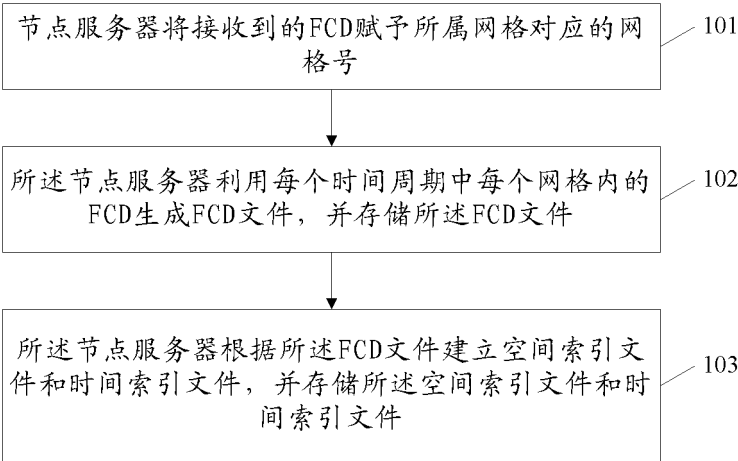 节点服务器将接收到的FCD赋予所属网格对应的网
格号
101
所述节点服务器利用每个时间周期中每个网格内的
FCD生成FCD文件，并存储所述FCD文件
102
所述节点服务器根据所述FCD文件建立空间索引文
件和时间索引文件，并存储所述空间索引文件和时
间索引文件
103